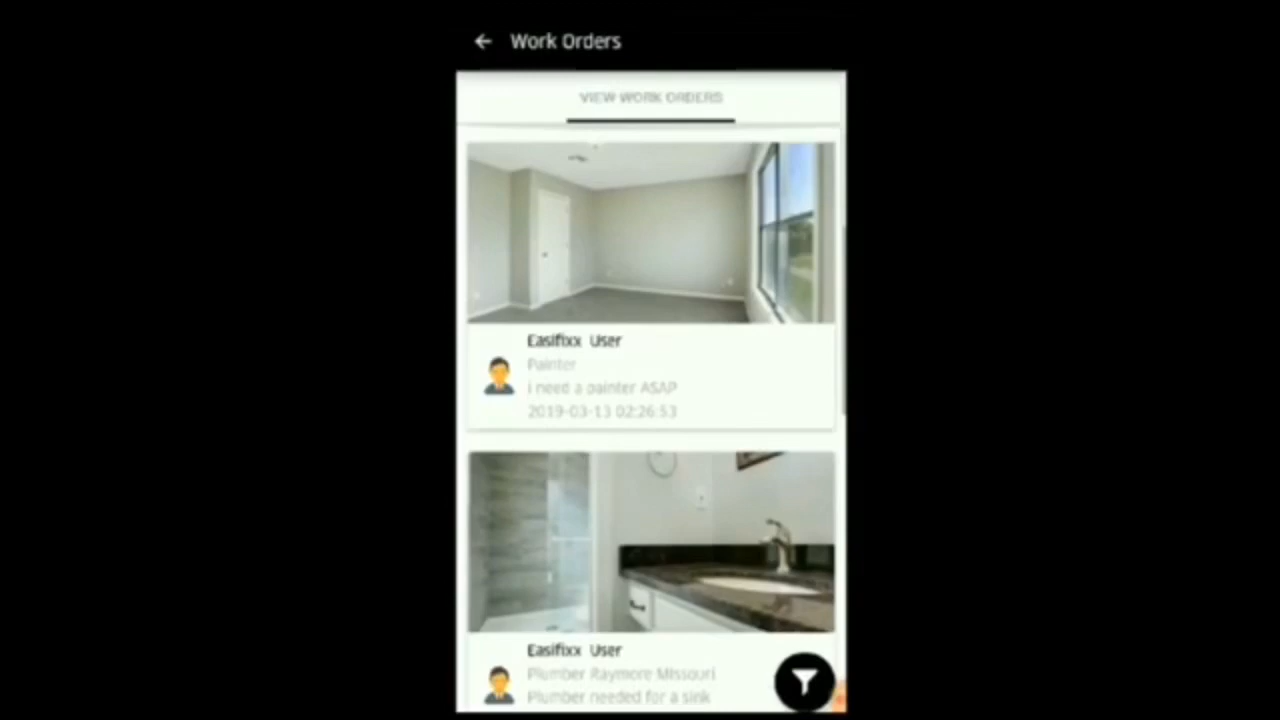 Work Orders
VIEW WORK ORDERS
Easifixx User
Painter
i need a painter ASAP
2019-03-13 02:26:53
Easifixx User
Plumber Raymore Missouri
Plumber needed for a sink